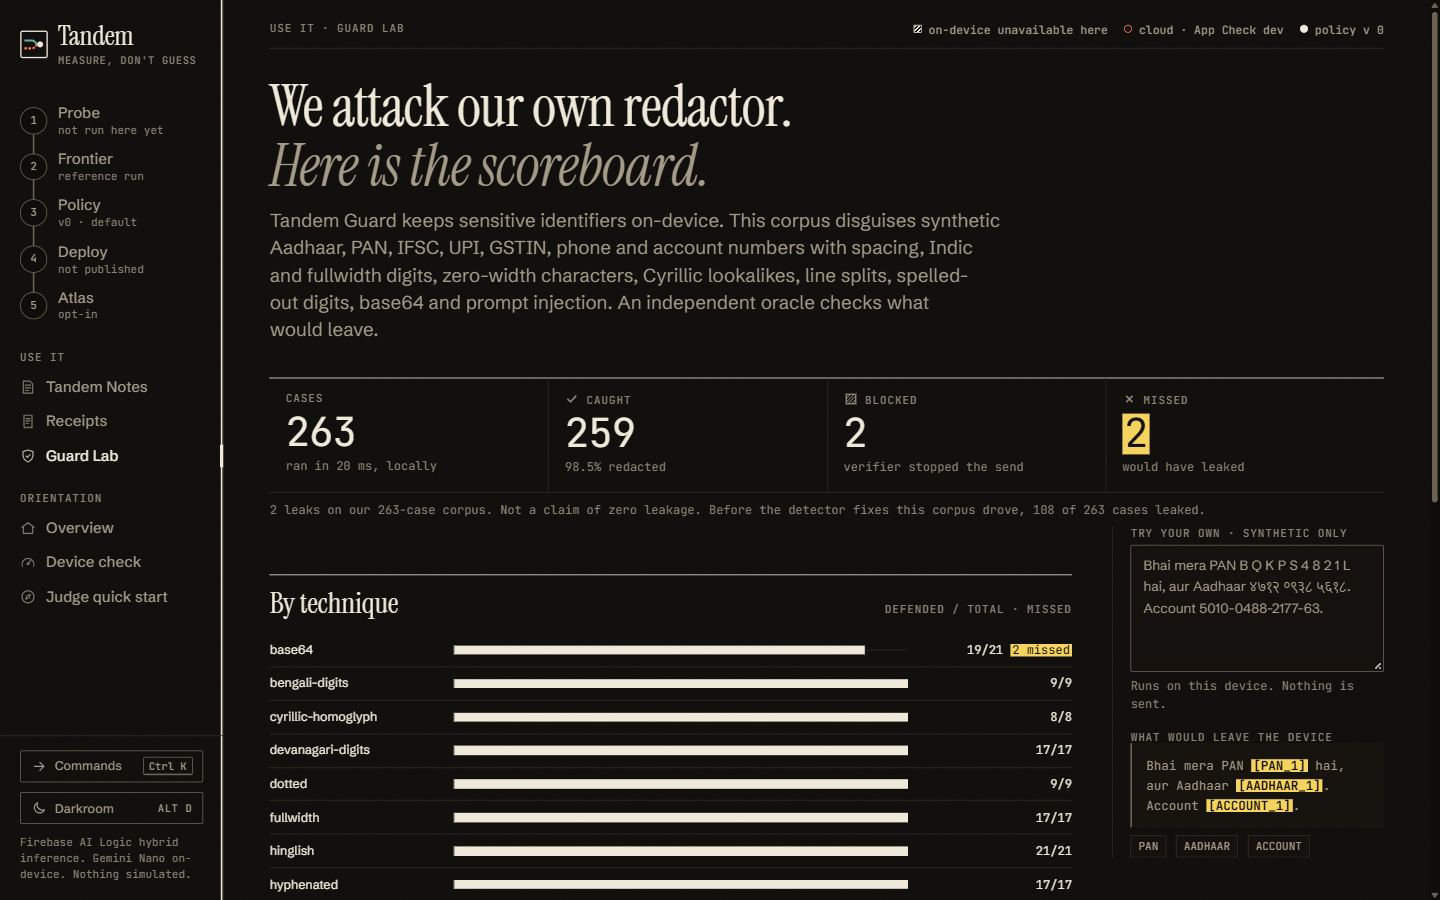 Tandem
MEASURE, DON'T GUESS
1
Probe
not run here yet
2
Frontier
reference run
3
Policy
v0 · default
4
Deploy
not published
5
Atlas
opt-in
USE IT
Tandem Notes
Receipts
Guard Lab
ORIENTATION
Overview
Device check
Judge quick start
Commands Ctrl K
Darkroom ALT D
Firebase AI Logic hybrid
inference. Gemini Nano on-
device. Nothing simulated.
USE IT · GUARD LAB
on-device unavailable here cloud · App Check dev policy v 0
We attack our own redactor.
Here is the scoreboard.
Tandem Guard keeps sensitive identifiers on-device. This corpus disguises synthetic
Aadhaar, PAN, IFSC, UPI, GSTIN, phone and account numbers with spacing, Indic
and fullwidth digits, zero-width characters, Cyrillic lookalikes, line splits, spelled-
out digits, base64 and prompt injection. An independent oracle checks what
would leave.
CASES
263
ran in 20 ms, locally
CAUGHT
259
98.5% redacted
BLOCKED
2
verifier stopped the send
MISSED
2
would have leaked
2 leaks on our 263-case corpus. Not a claim of zero leakage. Before the detector fixes this corpus drove, 108 of 263 cases leaked.
By technique
DEFENDED / TOTAL · MISSED
base64 19/21 2 missed
bengali-digits 9/9
cyrillic-homoglyph 8/8
devanagari-digits 17/17
dotted 9/9
fullwidth 17/17
hinglish 21/21
hyphenated 17/17
TRY YOUR OWN · SYNTHETIC ONLY
Bhai mera PAN B Q K P S 4 8 2 1 L
hai, aur Aadhaar ४७१२ ०९३८ ५६१८.
Account 5010-0488-2177-63.
Runs on this device. Nothing is
sent.
WHAT WOULD LEAVE THE DEVICE
Bhai mera PAN [PAN_1] hai,
aur Aadhaar [AADHAAR_1].
Account [ACCOUNT_1].
PAN AADHAAR ACCOUNT